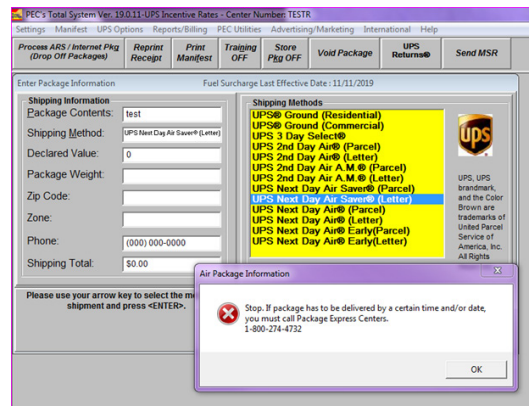 PEC's Total System Ver. 19.0.11-UPS Incentive Rates - Center Number: TESTR
Settings Manifest UPS Options Reports/Billing PEC Utilities Advertising/Marketing International Help
Process ARS / Internet Pkg
(Drop Off Packages)
Reprint
Receipt
Print
Manifest
Training
OFF
Store
Pkg OFF
Void Package
UPS
Returns®
Send MSR
Enter Package Information
Fuel Surcharge Last Effective Date : 11/11/2019
Shipping Information
Package Contents: test
Shipping Method: UPS Next Day Air Saver® (Letter)
Declared Value: 0
Package Weight:
Zip Code:
Zone:
Phone: (000) 000-0000
Shipping Total: $0.00
Shipping Methods
UPS® Ground (Residential)
UPS® Ground (Commercial)
UPS 3 Day Select®
UPS 2nd Day Air® (Parcel)
UPS 2nd Day Air® (Letter)
UPS 2nd Day Air A.M.® (Parcel)
UPS 2nd Day Air A.M.® (Letter)
UPS Next Day Air Saver® (Parcel)
UPS Next Day Air Saver® (Letter)
UPS Next Day Air® (Parcel)
UPS Next Day Air® (Letter)
UPS Next Day Air® Early(Parcel)
UPS Next Day Air® Early(Letter)
ups
UPS, UPS
brandmark,
and the Color
Brown are
trademarks of
United Parcel
Service of
America, Inc.
All Rights
Please use your arrow key to select the
shipment and press <ENTER>.
Air Package Information
Stop. If package has to be delivered by a certain time and/or date,
you must call Package Express Centers.
1-800-274-4732
OK